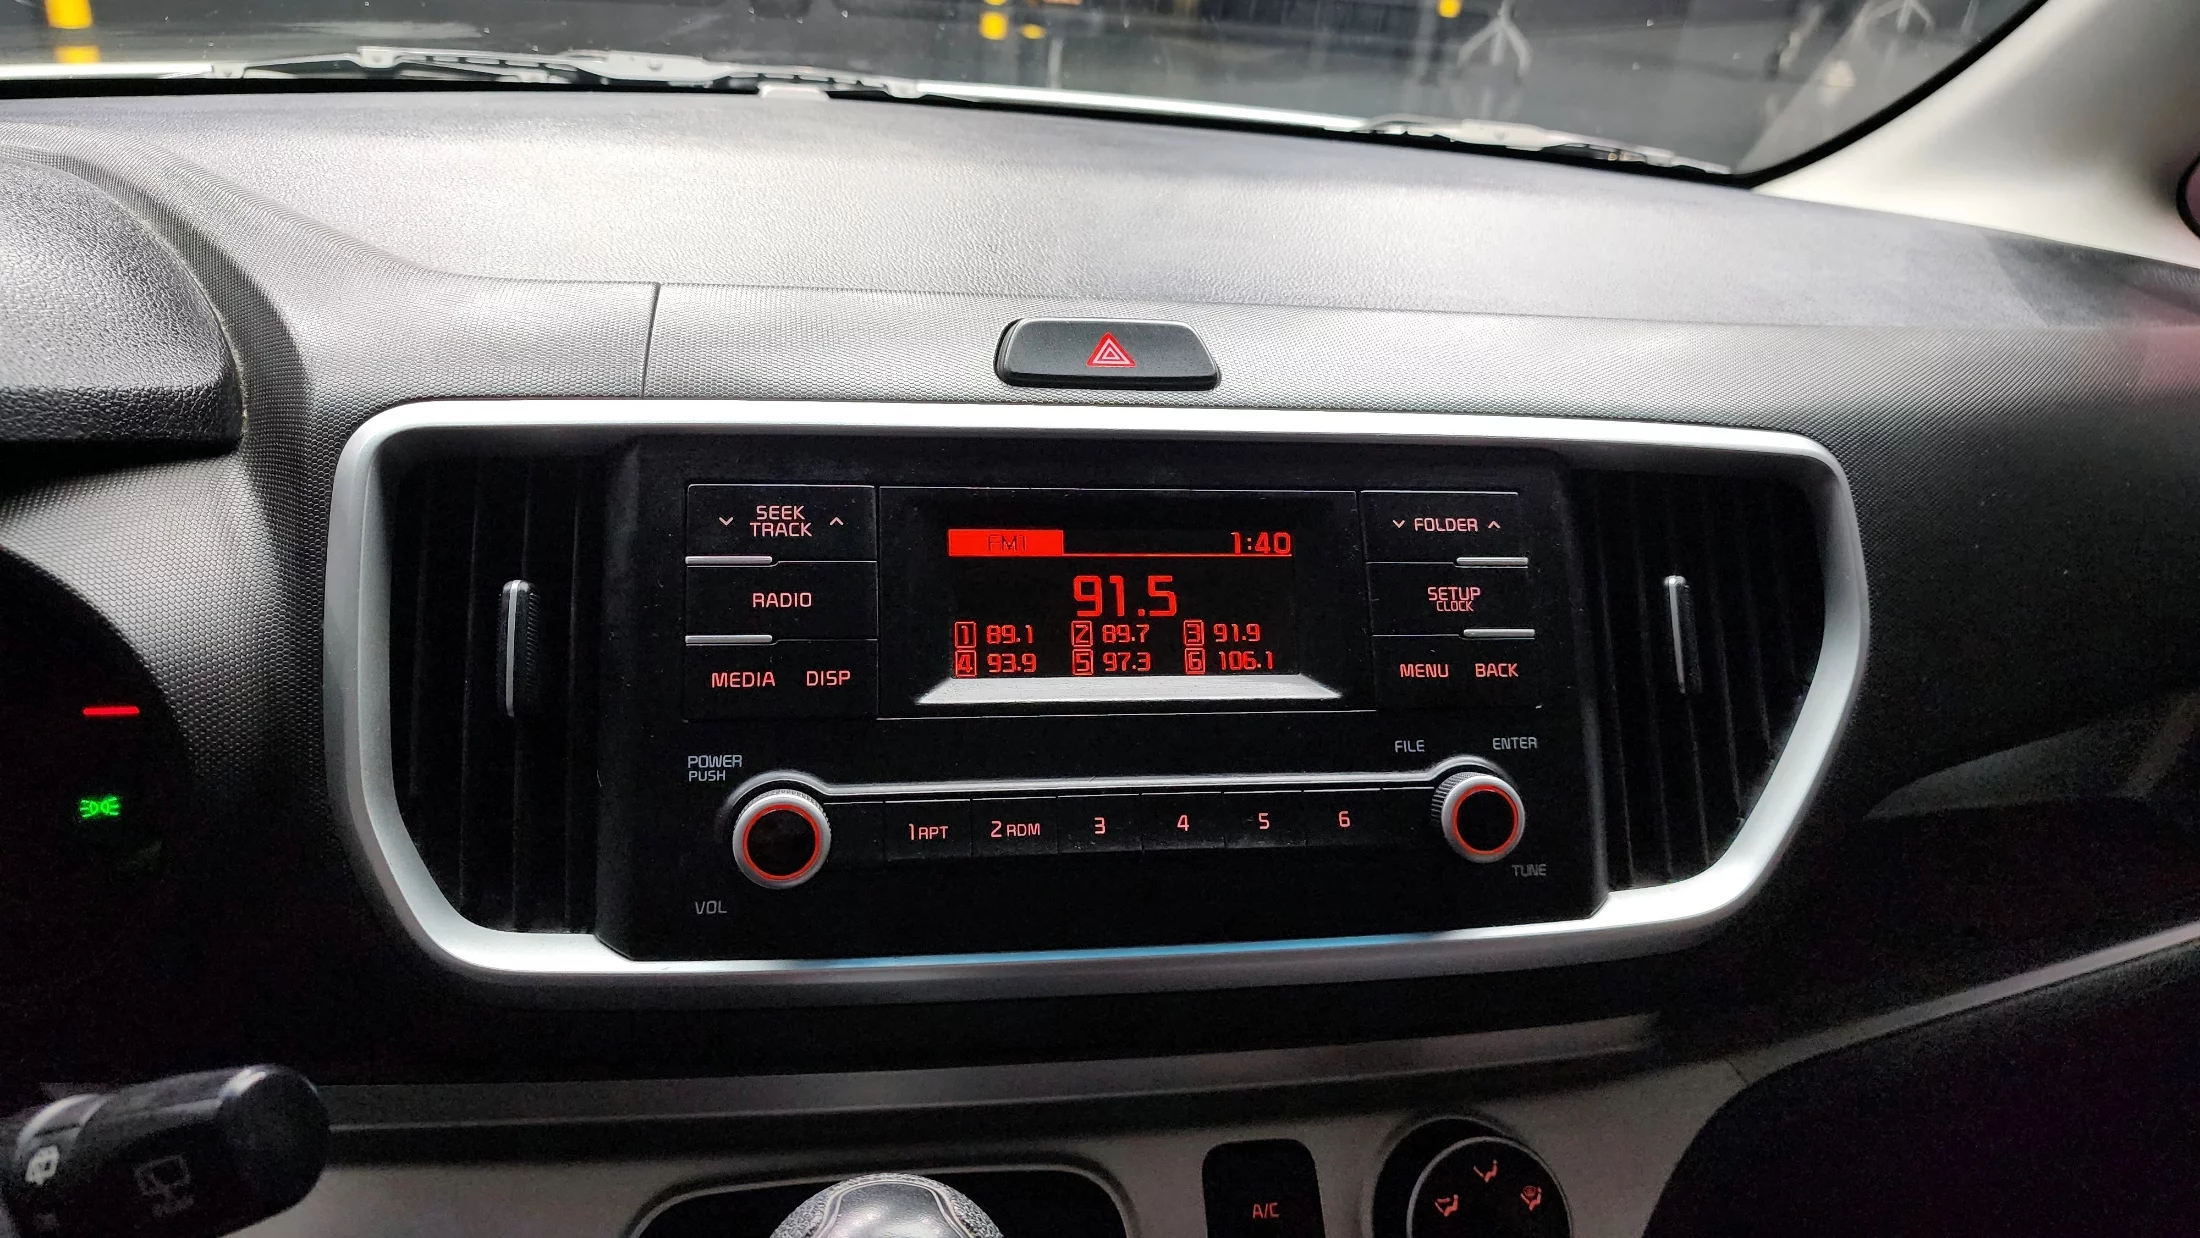 SEEK
TRACK
RADIO
MEDIA DISP
FM1 1:40
91.5
1 89.1 2 89.7 3 91.9
4 93.9 5 97.3 6 106.1
FOLDER
SETUP
CLOCK
MENU BACK
POWER
PUSH
VOL
1 RPT 2 RDM 3 4 5 6
FILE ENTER
TUNE
A/C